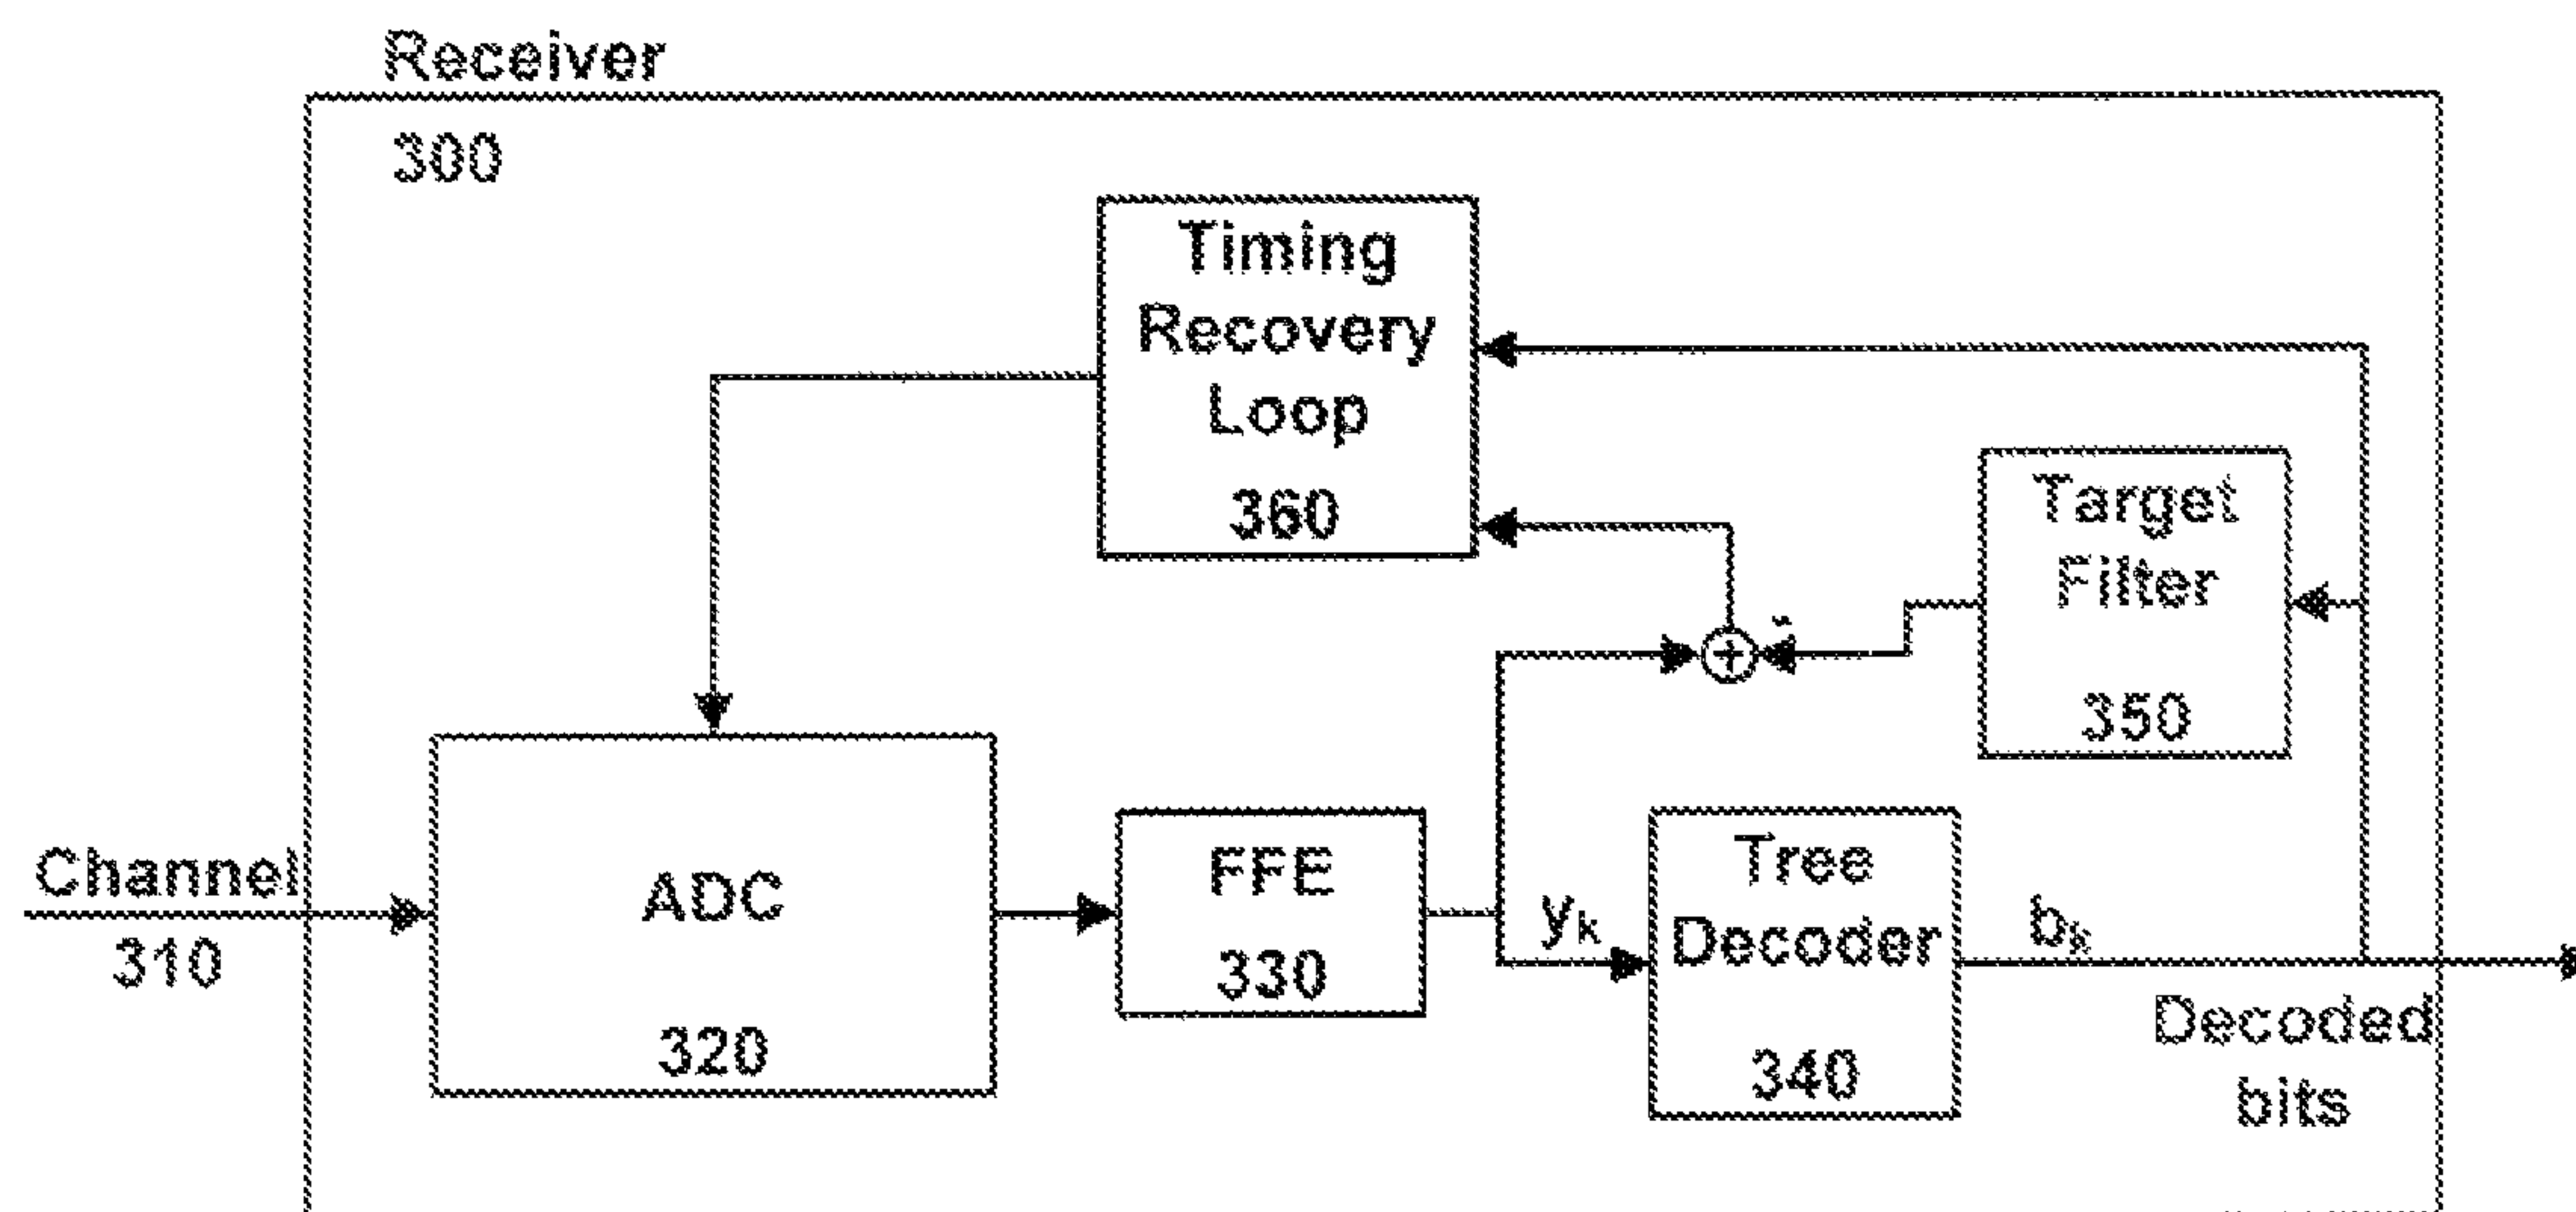 Receiver
300
Timing
Recovery
Loop
360
Target
Filter
350
-
+
Channel
310
ADC
320
FFE
330
yk
Tree
Decoder
340
bk
Decoded
bits